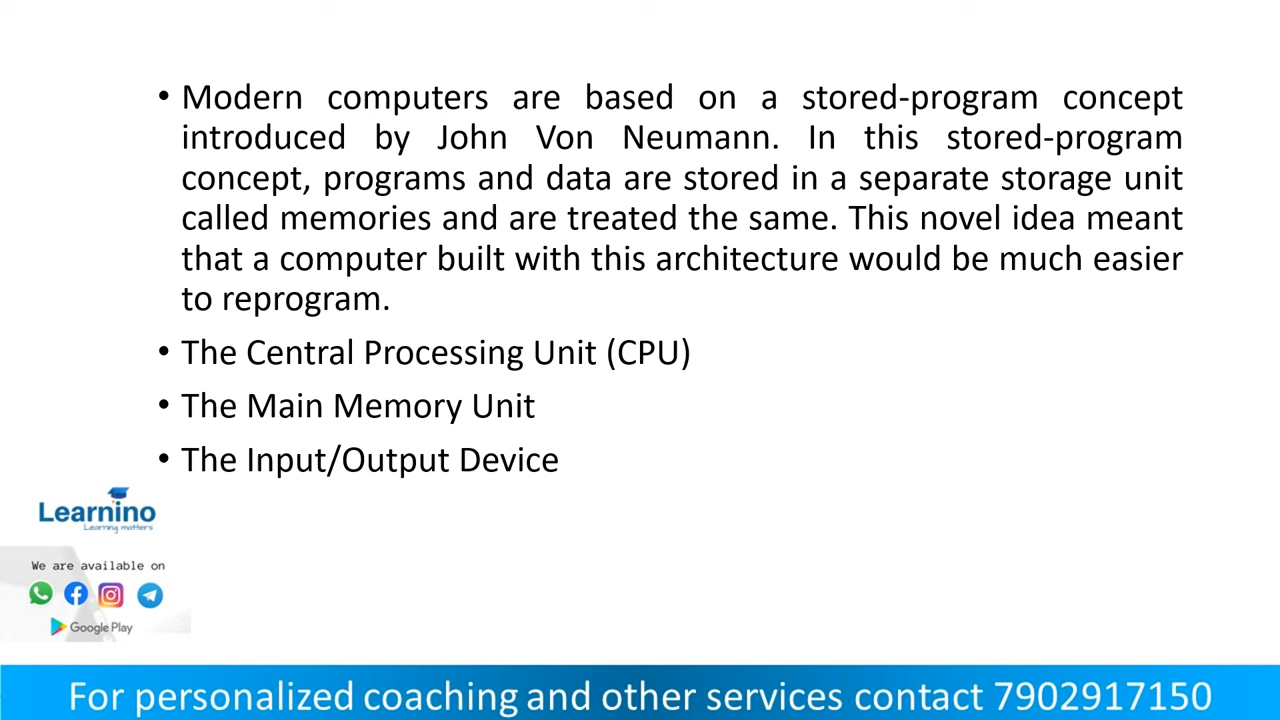 • Modern computers are based on a stored-program concept
introduced by John Von Neumann. In this stored-program
concept, programs and data are stored in a separate storage unit
called memories and are treated the same. This novel idea meant
that a computer built with this architecture would be much easier
to reprogram.
• The Central Processing Unit (CPU)
• The Main Memory Unit
• The Input/Output Device
Learnino
Learning matters
We are available on
Google Play
For personalized coaching and other services contact 7902917150